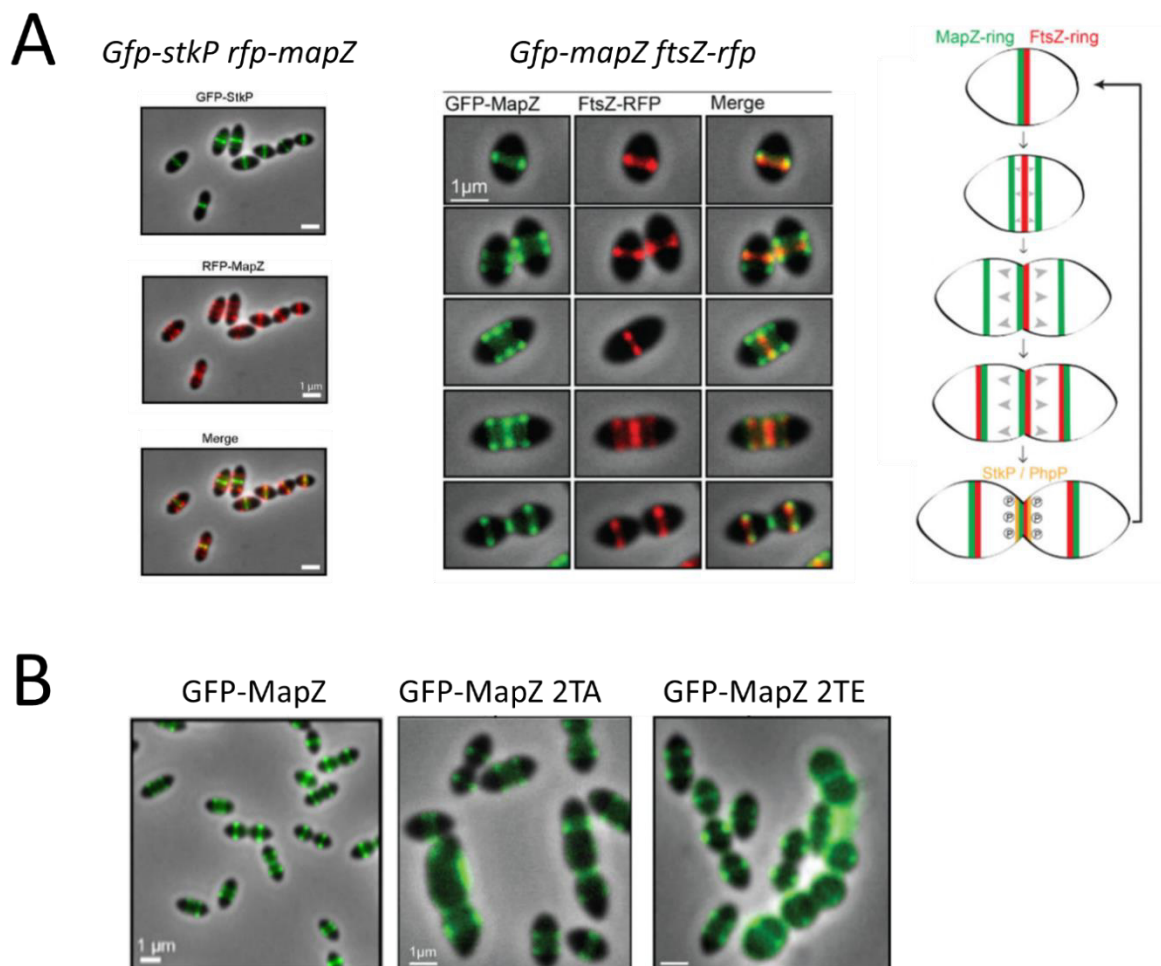 A
Gfp-stkP rfp-mapZ
GFP-StkP
RFP-MapZ
1 µm
Merge
Gfp-mapZ ftsZ-rfp
GFP-MapZ FtsZ-RFP Merge
1µm
MapZ-ring FtsZ-ring
StkP / PhpP
P P
P P
P P
B
GFP-MapZ GFP-MapZ 2TA GFP-MapZ 2TE
1 µm
1µm